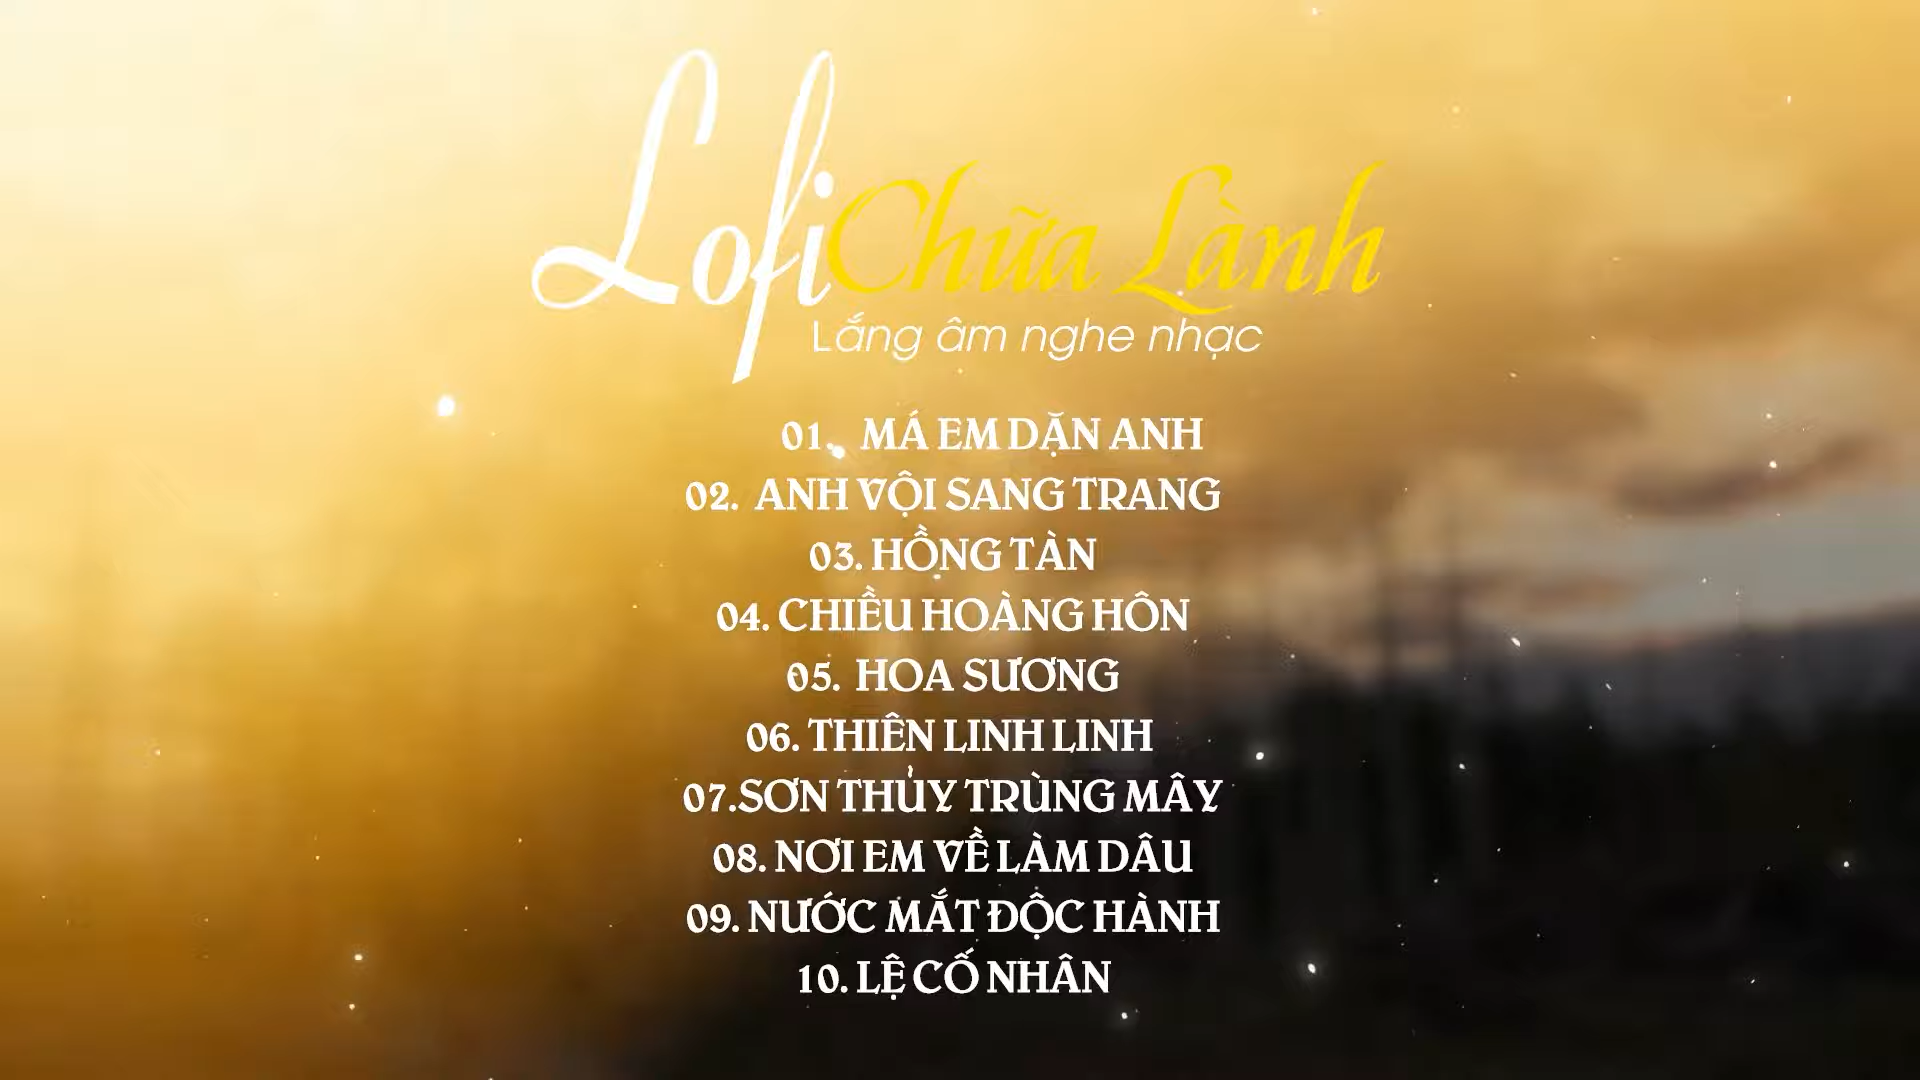 Lofi Chữa Lành
Lắng âm nghe nhạc
01. MÁ EM DẶN ANH
02. ANH VỘI SANG TRANG
03. HỒNG TÀN
04. CHIỀU HOÀNG HÔN
05. HOA SƯƠNG
06. THIÊN LINH LINH
07.SƠN THỦY TRÙNG MÂY
08. NƠI EM VỀ LÀM DÂU
09. NƯỚC MẮT ĐỘC HÀNH
10. LỆ CỐ NHÂN